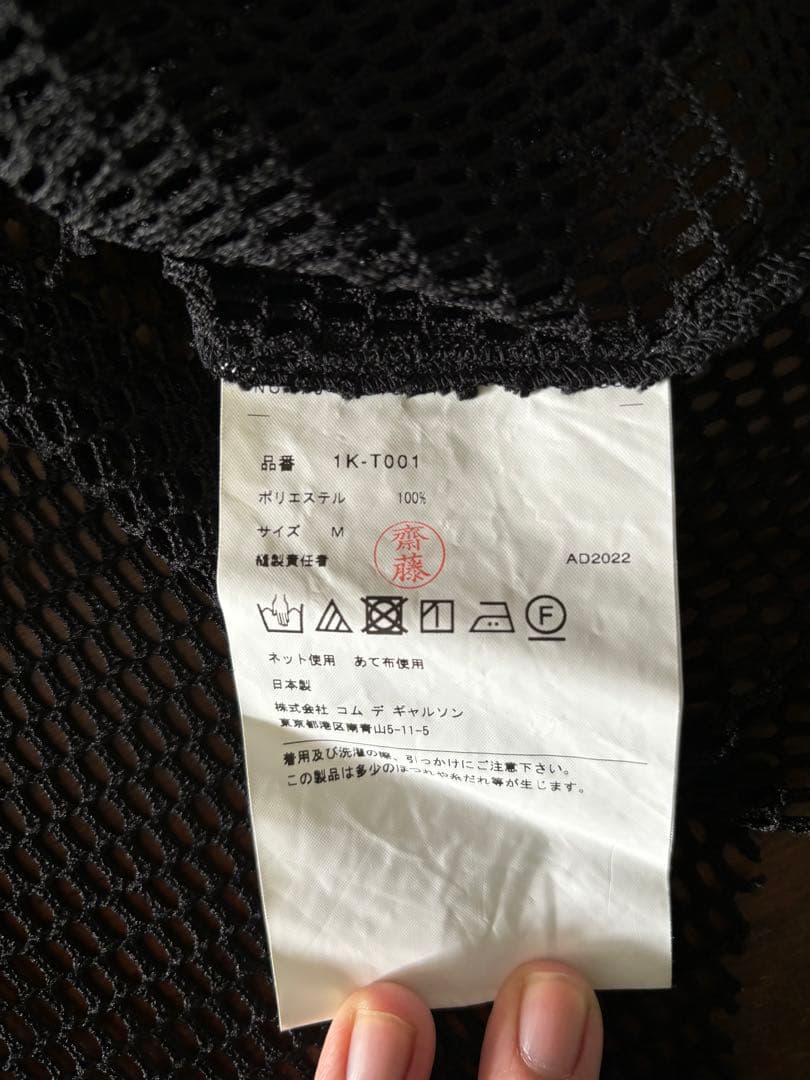 品番 1K-T001
ポリエステル 100%
サイズ M
縫製責任者 齋藤 AD2022
F
ネット使用 あて布使用
日本製
株式会社 コム デ ギャルソン
東京都港区南青山5-11-5
着用及び洗濯の際、引っかけにご注意下さい。
この製品は多少のほつれや糸だれ等が生じます。